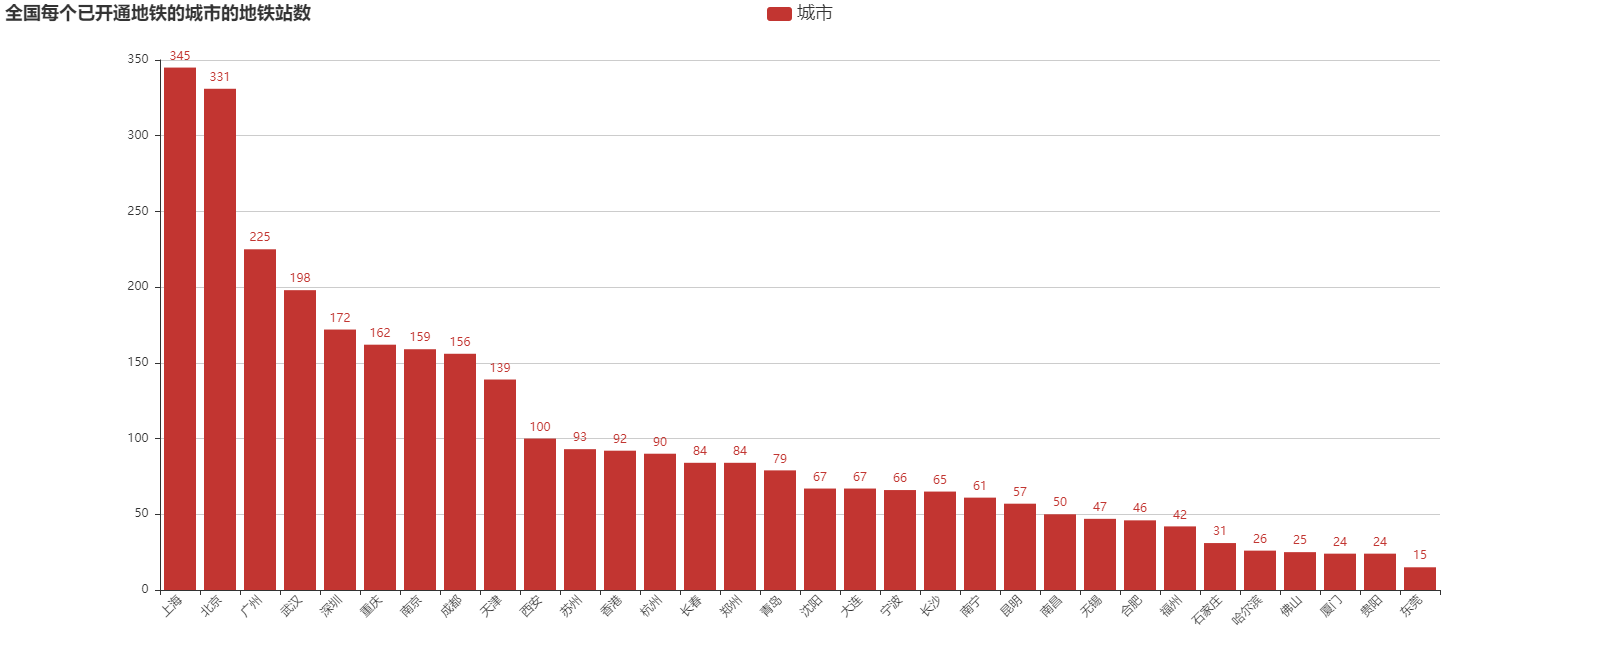 全国每个已开通地铁的城市的地铁站数
城市
350
300
250
200
150
100
50
0
345
331
225
198
172
162
159
156
139
100
93
92
90
84
84
79
67
67
66
65
61
57
50
47
46
42
31
26
25
24
24
15
上海
北京
广州
武汉
深圳
重庆
南京
成都
天津
西安
苏州
香港
杭州
长春
郑州
青岛
沈阳
大连
宁波
长沙
南宁
昆明
南昌
无锡
合肥
福州
石家庄
哈尔滨
佛山
厦门
贵阳
东莞